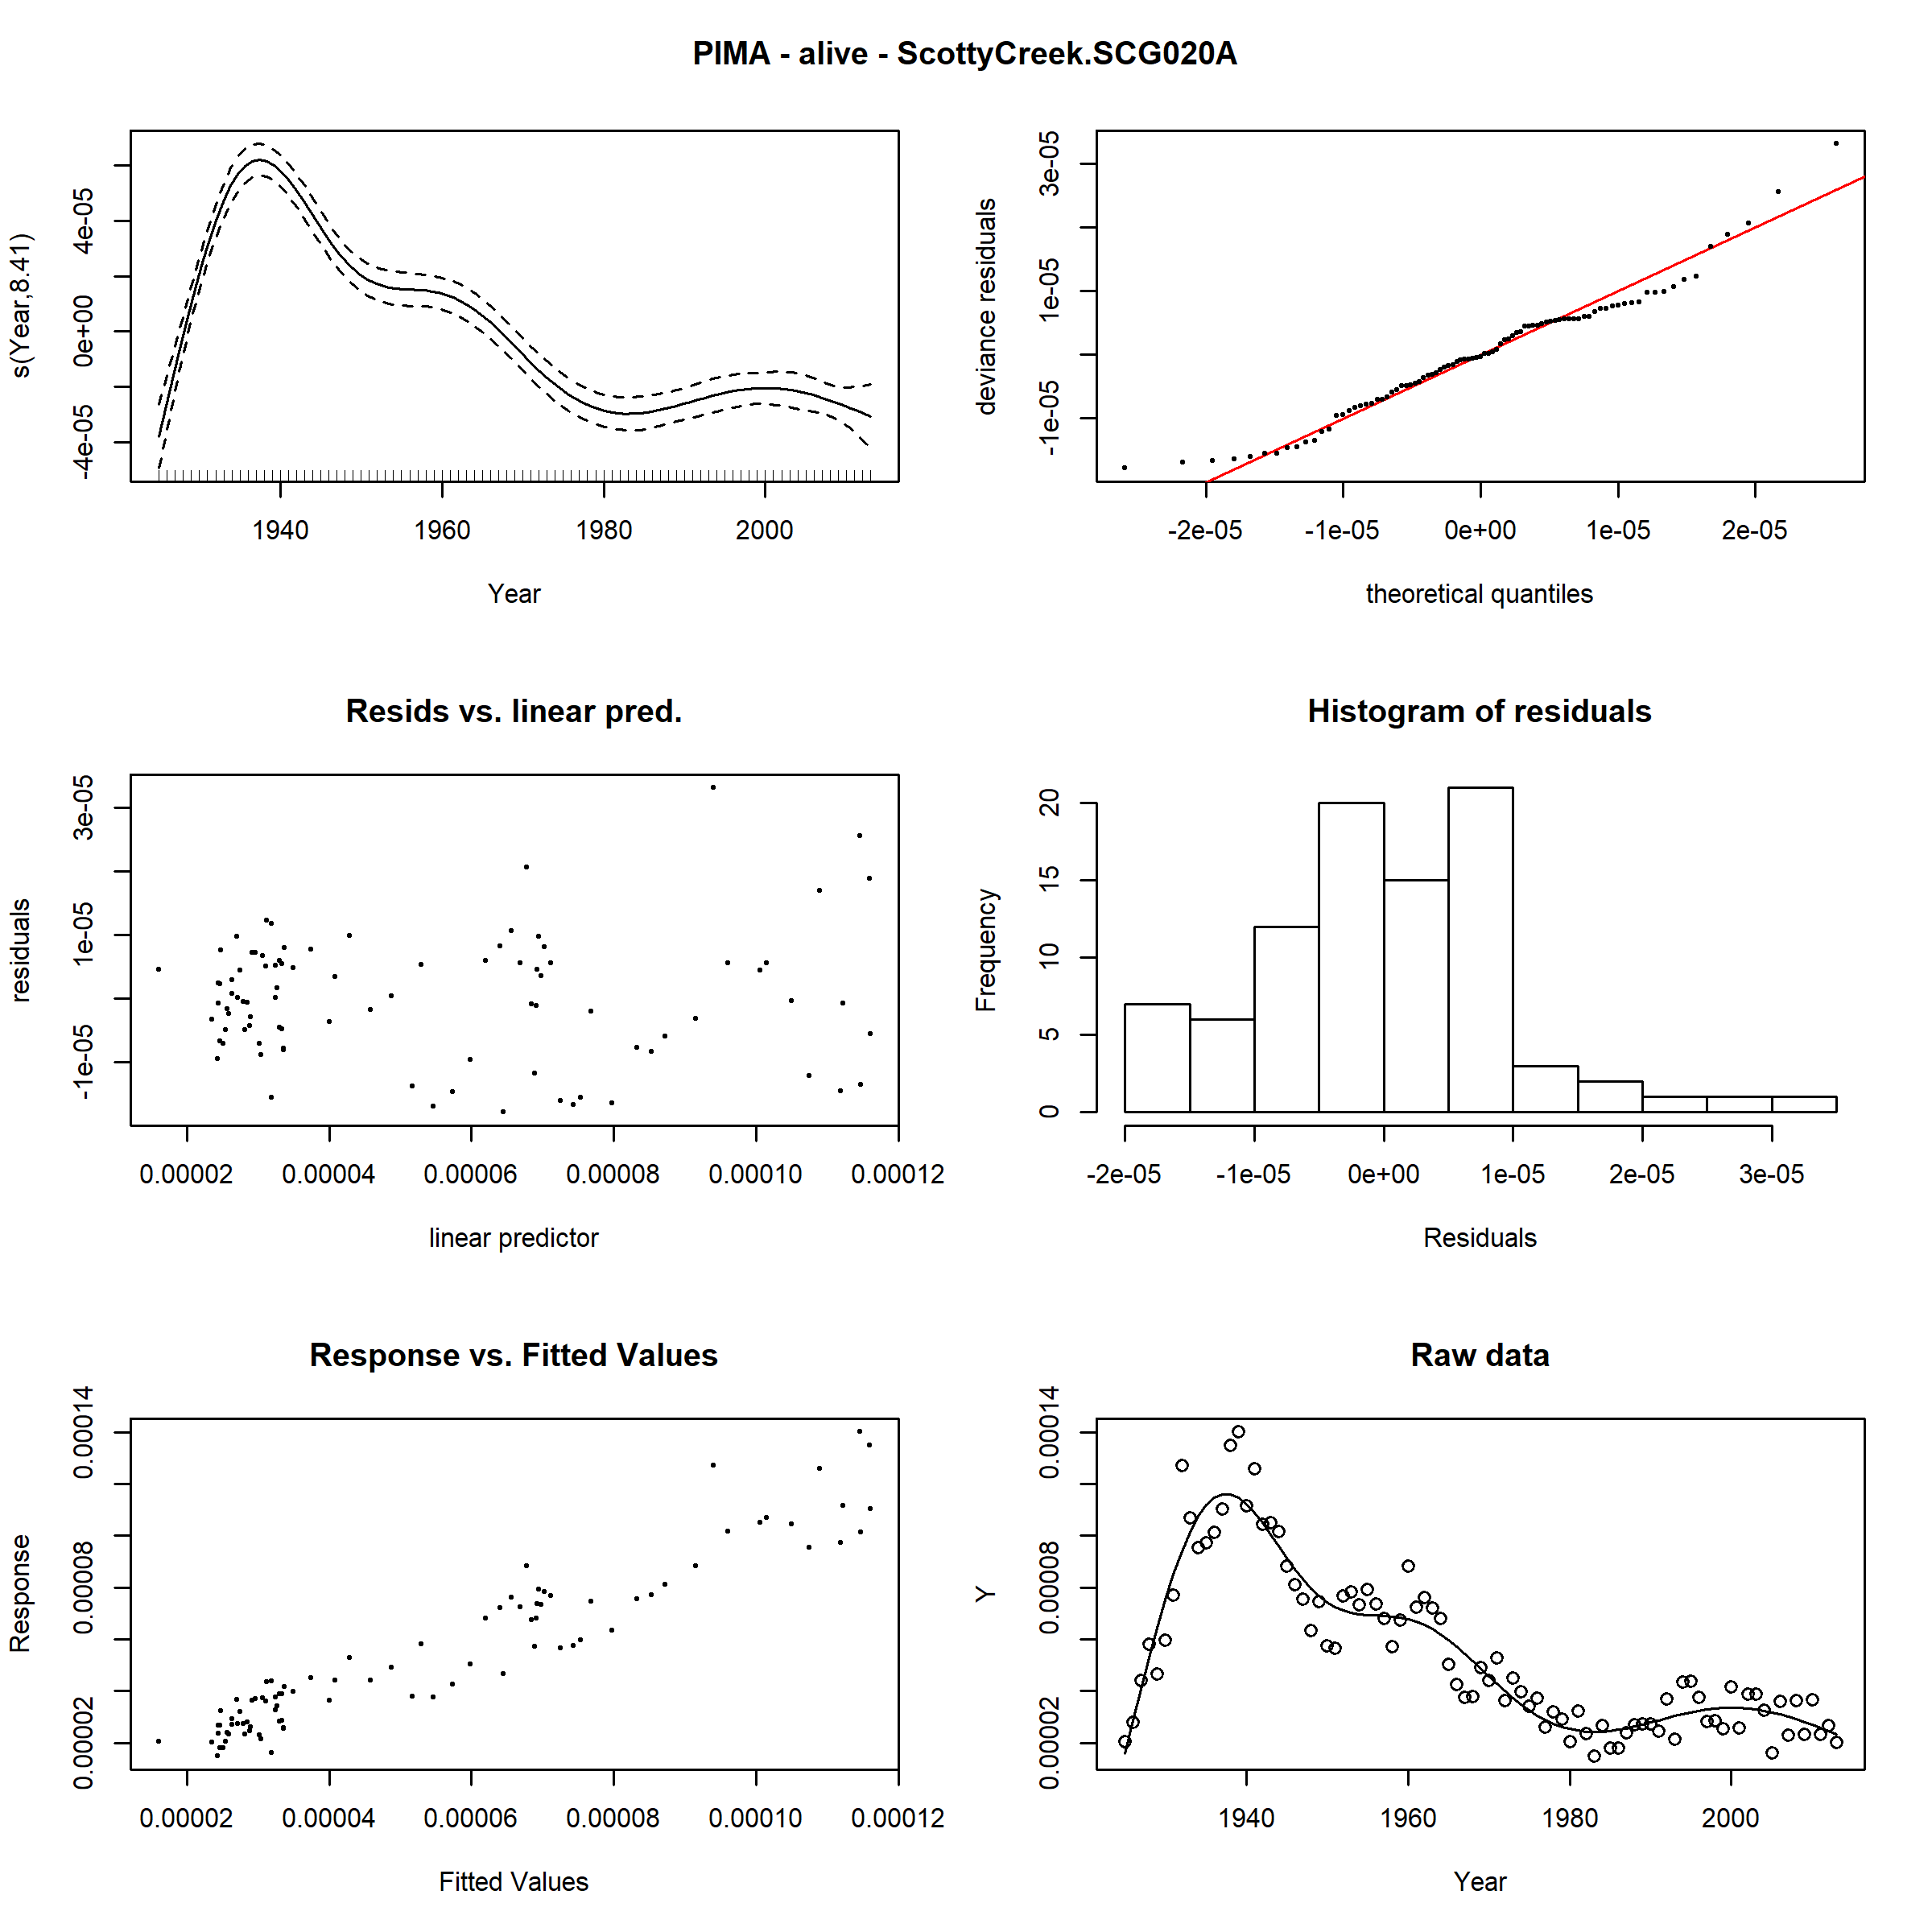 PIMA - alive - ScottyCreek.SCG020A
s(Year,8.41)
-4e-05 0e+00 4e-05
1940 1960 1980 2000
Year
deviance residuals
-1e-05 1e-05 3e-05
-2e-05 -1e-05 0e+00 1e-05 2e-05
theoretical quantiles
Resids vs. linear pred.
residuals
-1e-05 1e-05 3e-05
0.00002 0.00004 0.00006 0.00008 0.00010 0.00012
linear predictor
Histogram of residuals
Frequency
0 5 10 15 20
-2e-05 -1e-05 0e+00 1e-05 2e-05 3e-05
Residuals
Response vs. Fitted Values
Response
0.00002 0.00008 0.00014
0.00002 0.00004 0.00006 0.00008 0.00010 0.00012
Fitted Values
Raw data
Y
0.00002 0.00008 0.00014
1940 1960 1980 2000
Year